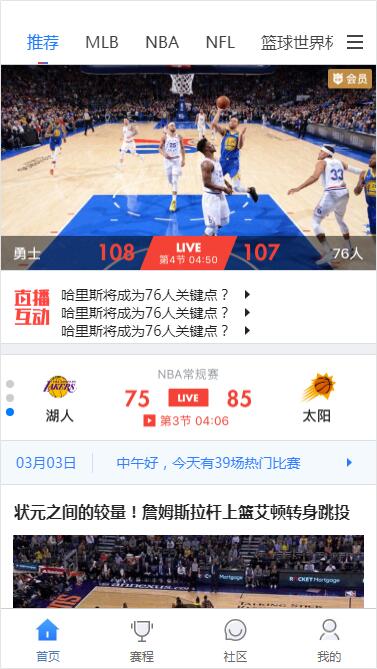 推荐 MLB NBA NFL 篮球世界杯
会员
33
勇士 108 LIVE 107 76人
第4节 04:50
直播互动
哈里斯将成为76人关键点？
哈里斯将成为76人关键点？
哈里斯将成为76人关键点？
NBA常规赛
LAKERS
75 LIVE 85
湖人 第3节 04:06 太阳
03月03日 中午好，今天有39场热门比赛
状元之间的较量！詹姆斯拉杆上篮艾顿转身跳投
ROCKET Mortgage
TALKING STICK
首页 赛程 社区 我的